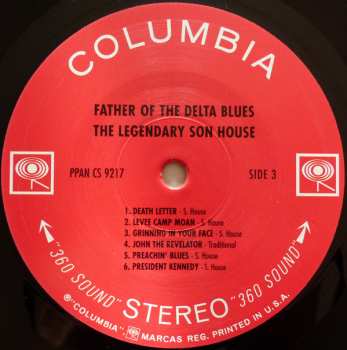 COLUMBIA
FATHER OF THE DELTA BLUES
THE LEGENDARY SON HOUSE
PPAN CS 9217
SIDE 3
1. DEATH LETTER - S. House
2. LEVEE CAMP MOAN - S. House
3. GRINNING IN YOUR FACE - S. House
4. JOHN THE REVELATOR - Traditional
5. PREACHIN' BLUES - S. House
6. PRESIDENT KENNEDY - S. House
"360 SOUND" STEREO "360 SOUND"
®"COLUMBIA", MARCAS REG. PRINTED IN U.S.A.